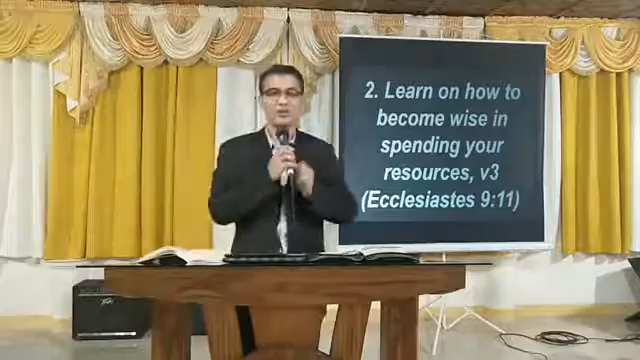 2. Learn on how to
become wise in
spending your
resources, v3
(Ecclesiastes 9:11)